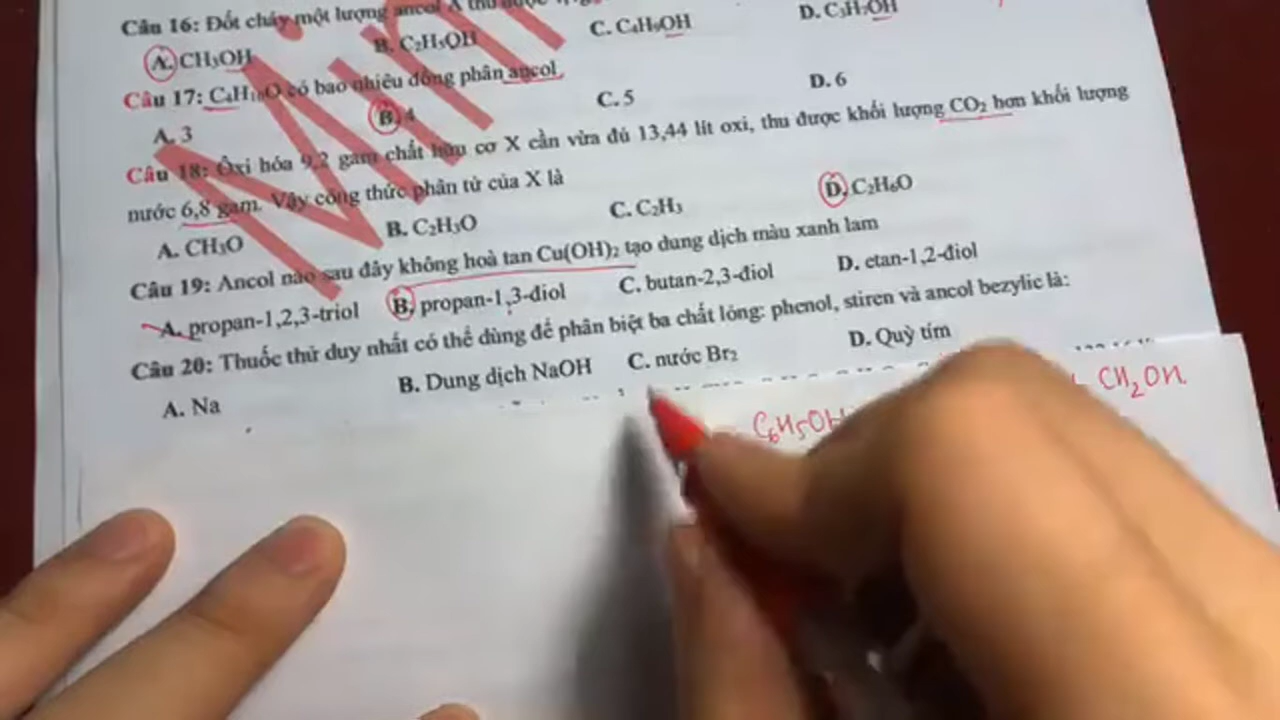 Câu 16: Đốt cháy một lượng ancol A thu được
A. CH₃OH B. C₂H₅OH C. C₄H₉OH D. C₃H₇OH
Câu 17: C₄H₁₀O có bao nhiêu đồng phân ancol
A. 3 B. 4 C. 5 D. 6
Câu 18: Ôxi hóa 9,2 gam chất hữu cơ X cần vừa đủ 13,44 lít oxi, thu được khối lượng CO₂ hơn khối lượng
nước 6,8 gam. Vậy công thức phân tử của X là
A. CH₃O B. C₂H₃O C. C₂H₃ D. C₂H₆O
Câu 19: Ancol nào sau đây không hoà tan Cu(OH)₂ tạo dung dịch màu xanh lam
A. propan-1,2,3-triol B. propan-1,3-điol C. butan-2,3-điol D. etan-1,2-điol
Câu 20: Thuốc thử duy nhất có thể dùng để phân biệt ba chất lỏng: phenol, stiren và ancol bezylic là:
A. Na B. Dung dịch NaOH C. nước Br₂ D. Quỳ tím
C₆H₅OH CH₂OH
Min